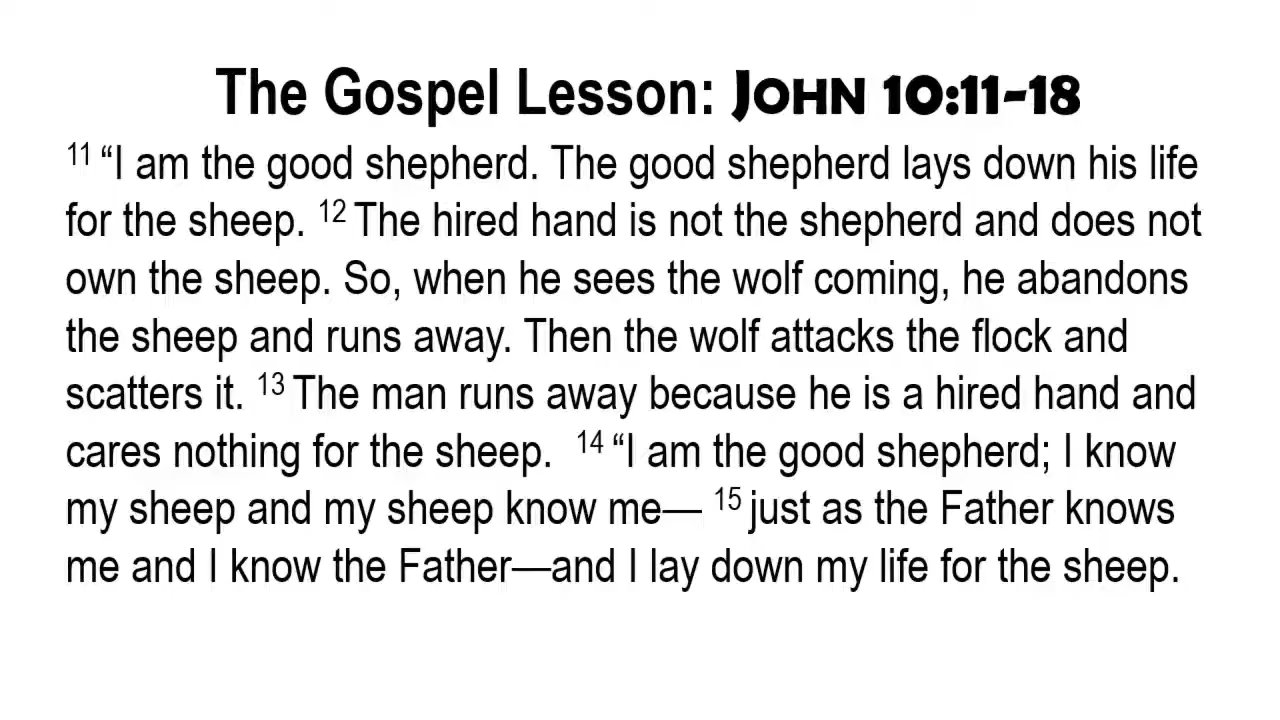 The Gospel Lesson: JOHN 10:11-18
11 “I am the good shepherd. The good shepherd lays down his life
for the sheep. 12 The hired hand is not the shepherd and does not
own the sheep. So, when he sees the wolf coming, he abandons
the sheep and runs away. Then the wolf attacks the flock and
scatters it. 13 The man runs away because he is a hired hand and
cares nothing for the sheep. 14 “I am the good shepherd; I know
my sheep and my sheep know me— 15 just as the Father knows
me and I know the Father—and I lay down my life for the sheep.